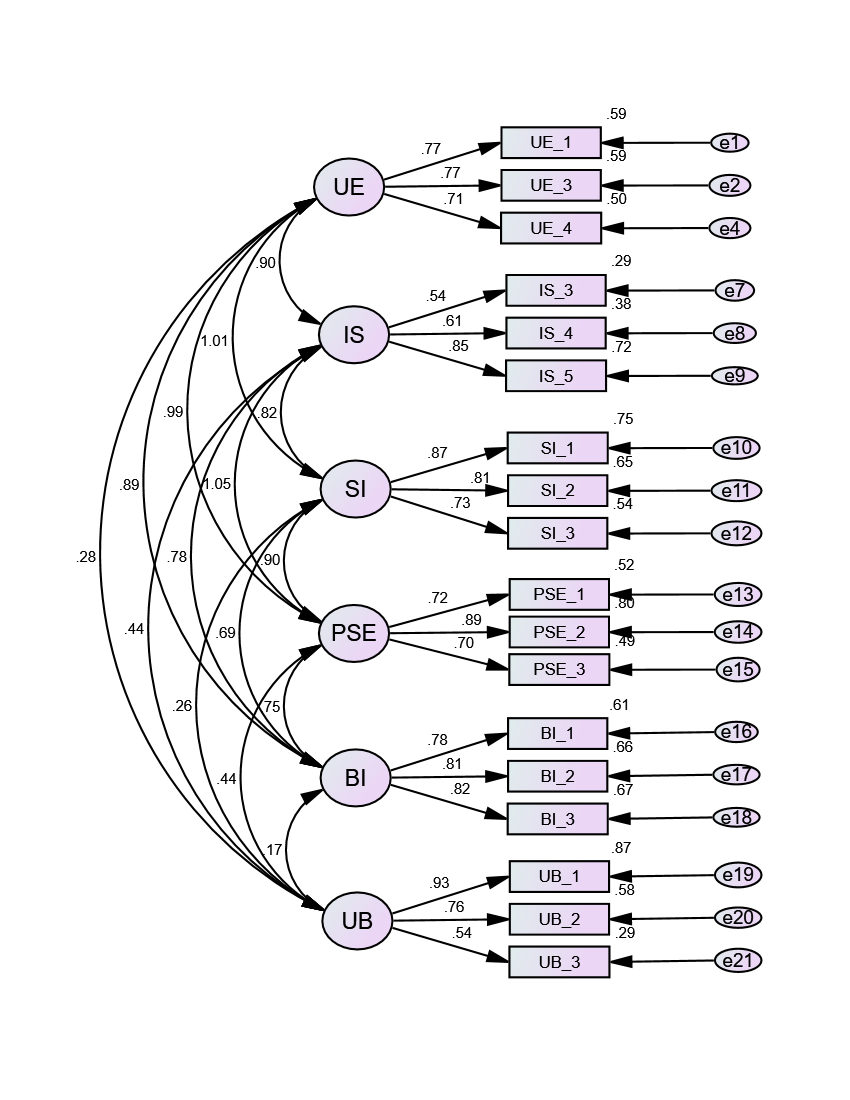 .59
.77 UE_1 e1
.59
UE .77 UE_3 e2
.50
.71 UE_4 e4
.90
.29
.54 IS_3 e7
.38
IS .61 IS_4 e8
1.01 .72
.85 IS_5 e9
.99 .82
.75
.87 SI_1 e10
.65
.89 1.05 SI .81 SI_2 e11
.54
.73 SI_3 e12
.28 .78 .90
.52
.72 PSE_1 e13
.80
.44 .69 PSE .89 PSE_2 e14
.49
.70 PSE_3 e15
.26 .75
.61
.78 BI_1 e16
.66
.44 BI .81 BI_2 e17
.67
.82 BI_3 e18
17
.87
.93 UB_1 e19
.58
UB .76 UB_2 e20
.29
.54 UB_3 e21